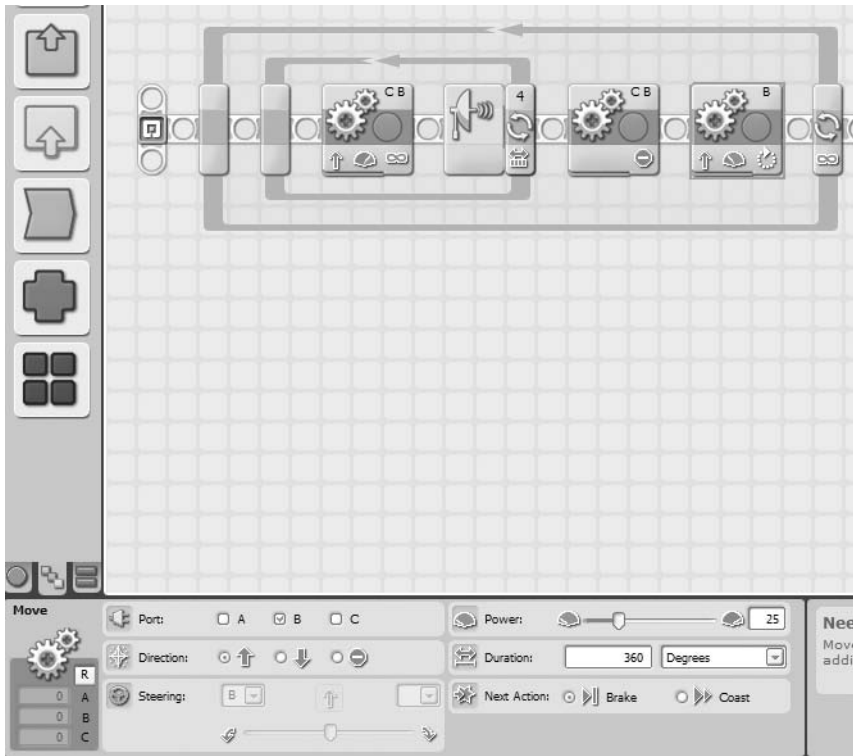 C B
4
C B
B
Move
R
0 A
0 B
0 C
Port: A B C
Direction:
Steering: B
Power: 25
Duration: 360 Degrees
Next Action: Brake Coast
Nee
Move
addi